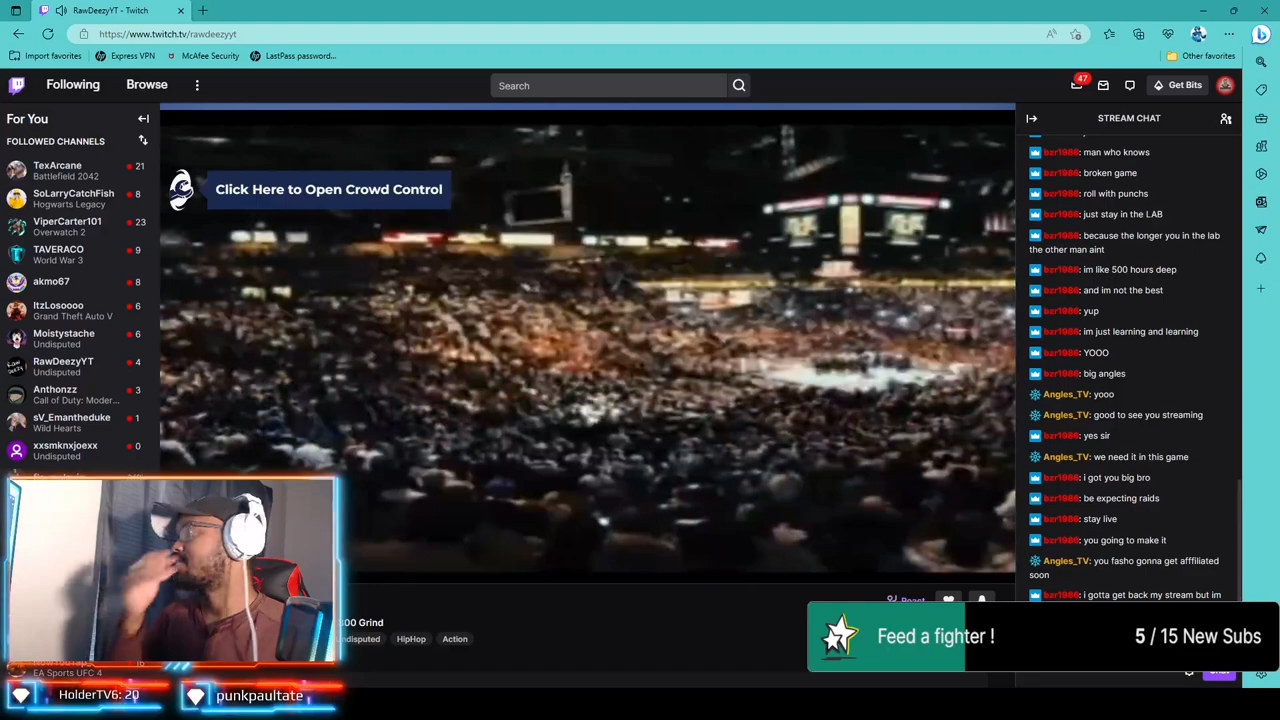 RawDeezyYT - Twitch
https://www.twitch.tv/rawdeezyyt
Import favorites
Express VPN
McAfee Security
LastPass password...
Other favorites
Following
Browse
Search
47
Get Bits
For You
FOLLOWED CHANNELS
TexArcane
21
Battlefield 2042
SoLarryCatchFish
8
Hogwarts Legacy
ViperCarter101
23
Overwatch 2
TAVERACO
9
World War 3
akmo67
8
ItzLosoooo
6
Grand Theft Auto V
Moistystache
6
Undisputed
RawDeezyYT
4
Undisputed
Anthonzz
3
Call of Duty: Moder...
sV_Emantheduke
1
Wild Hearts
xxsmknxjoexx
0
Undisputed
16
EA Sports UFC 4
HolderTV6: 20
punkpaultate
Click Here to Open Crowd Control
React
Grind
ndisputed
HipHop
Action
STREAM CHAT
bzr1986: man who knows
bzr1986: broken game
bzr1986: roll with punchs
bzr1986: just stay in the LAB
bzr1986: because the longer you in the lab
the other man aint
bzr1986: im like 500 hours deep
bzr1986: and im not the best
bzr1986: yup
bzr1986: im just learning and learning
bzr1986: YOOO
bzr1986: big angles
Angles_TV: yooo
Angles_TV: good to see you streaming
bzr1986: yes sir
Angles_TV: we need it in this game
bzr1986: i got you big bro
bzr1986: be expecting raids
bzr1986: stay live
bzr1986: you going to make it
Angles_TV: you fasho gonna get afffiliated
soon
bzr1986: i gotta get back my stream but im
Feed a fighter !
5 / 15 New Subs